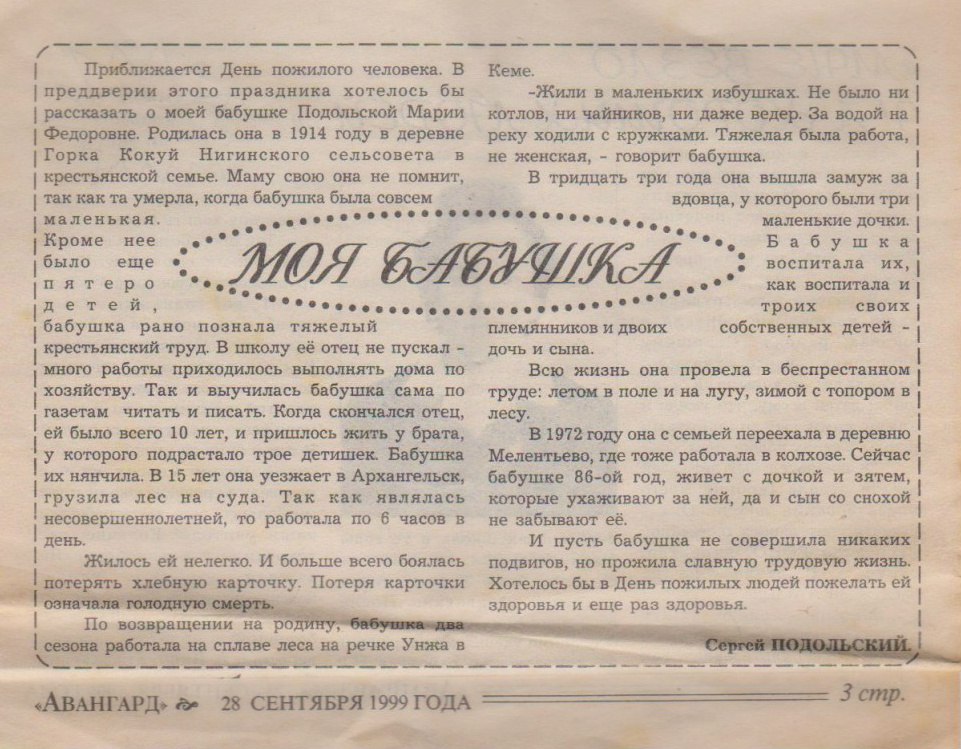 Приближается День пожилого человека. В
преддверии этого праздника хотелось бы
рассказать о моей бабушке Подольской Марии
Федоровне. Родилась она в 1914 году в деревне
Горка Кокуй Нигинского сельсовета в
крестьянской семье. Маму свою она не помнит,
так как та умерла, когда бабушка была совсем
маленькая.
Кроме нее
было еще
пятеро
детей,
МОЯ БАБУШКА
бабушка рано познала тяжелый
крестьянский труд. В школу её отец не пускал -
много работы приходилось выполнять дома по
хозяйству. Так и выучилась бабушка сама по
газетам читать и писать. Когда скончался отец,
ей было всего 10 лет, и пришлось жить у брата,
у которого подрастало трое детишек. Бабушка
их нянчила. В 15 лет она уезжает в Архангельск,
грузила лес на суда. Так как являлась
несовершеннолетней, то работала по 6 часов в
день.
Жилось ей нелегко. И больше всего боялась
потерять хлебную карточку. Потеря карточки
означала голодную смерть.
По возвращении на родину, бабушка два
сезона работала на сплаве леса на речке Унжа в
Кеме.
-Жили в маленьких избушках. Не было ни
котлов, ни чайников, ни даже ведер. За водой на
реку ходили с кружками. Тяжелая была работа,
не женская, - говорит бабушка.
В тридцать три года она вышла замуж за
вдовца, у которого были три
маленькие дочки.
Бабушка
воспитала их,
как воспитала и
троих своих
племянников и двоих собственных детей -
дочь и сына.
Всю жизнь она провела в беспрестанном
труде: летом в поле и на лугу, зимой с топором в
лесу.
В 1972 году она с семьей переехала в деревню
Мелентьево, где тоже работала в колхозе. Сейчас
бабушке 86-ой год, живет с дочкой и зятем,
которые ухаживают за ней, да и сын со снохой
не забывают её.
И пусть бабушка не совершила никаких
подвигов, но прожила славную трудовую жизнь.
Хотелось бы в День пожилых людей пожелать ей
здоровья и еще раз здоровья.
Сергей ПОДОЛЬСКИЙ.
«АВАНГАРД» 28 СЕНТЯБРЯ 1999 ГОДА 3 стр.